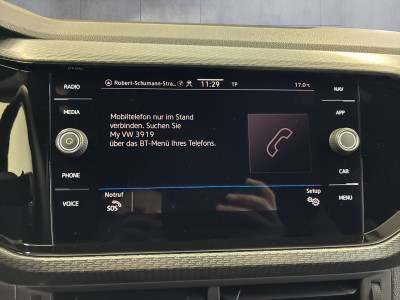 RADIO
MEDIA
PHONE
VOICE
Robert-Schumann-Stra... 11:29 TP 17.0°C
Mobiltelefon nur im Stand
verbinden. Suchen Sie
My VW 3919
über das BT-Menü Ihres Telefons.
Notruf
SOS
Setup
NAV
APP
CAR
MENU